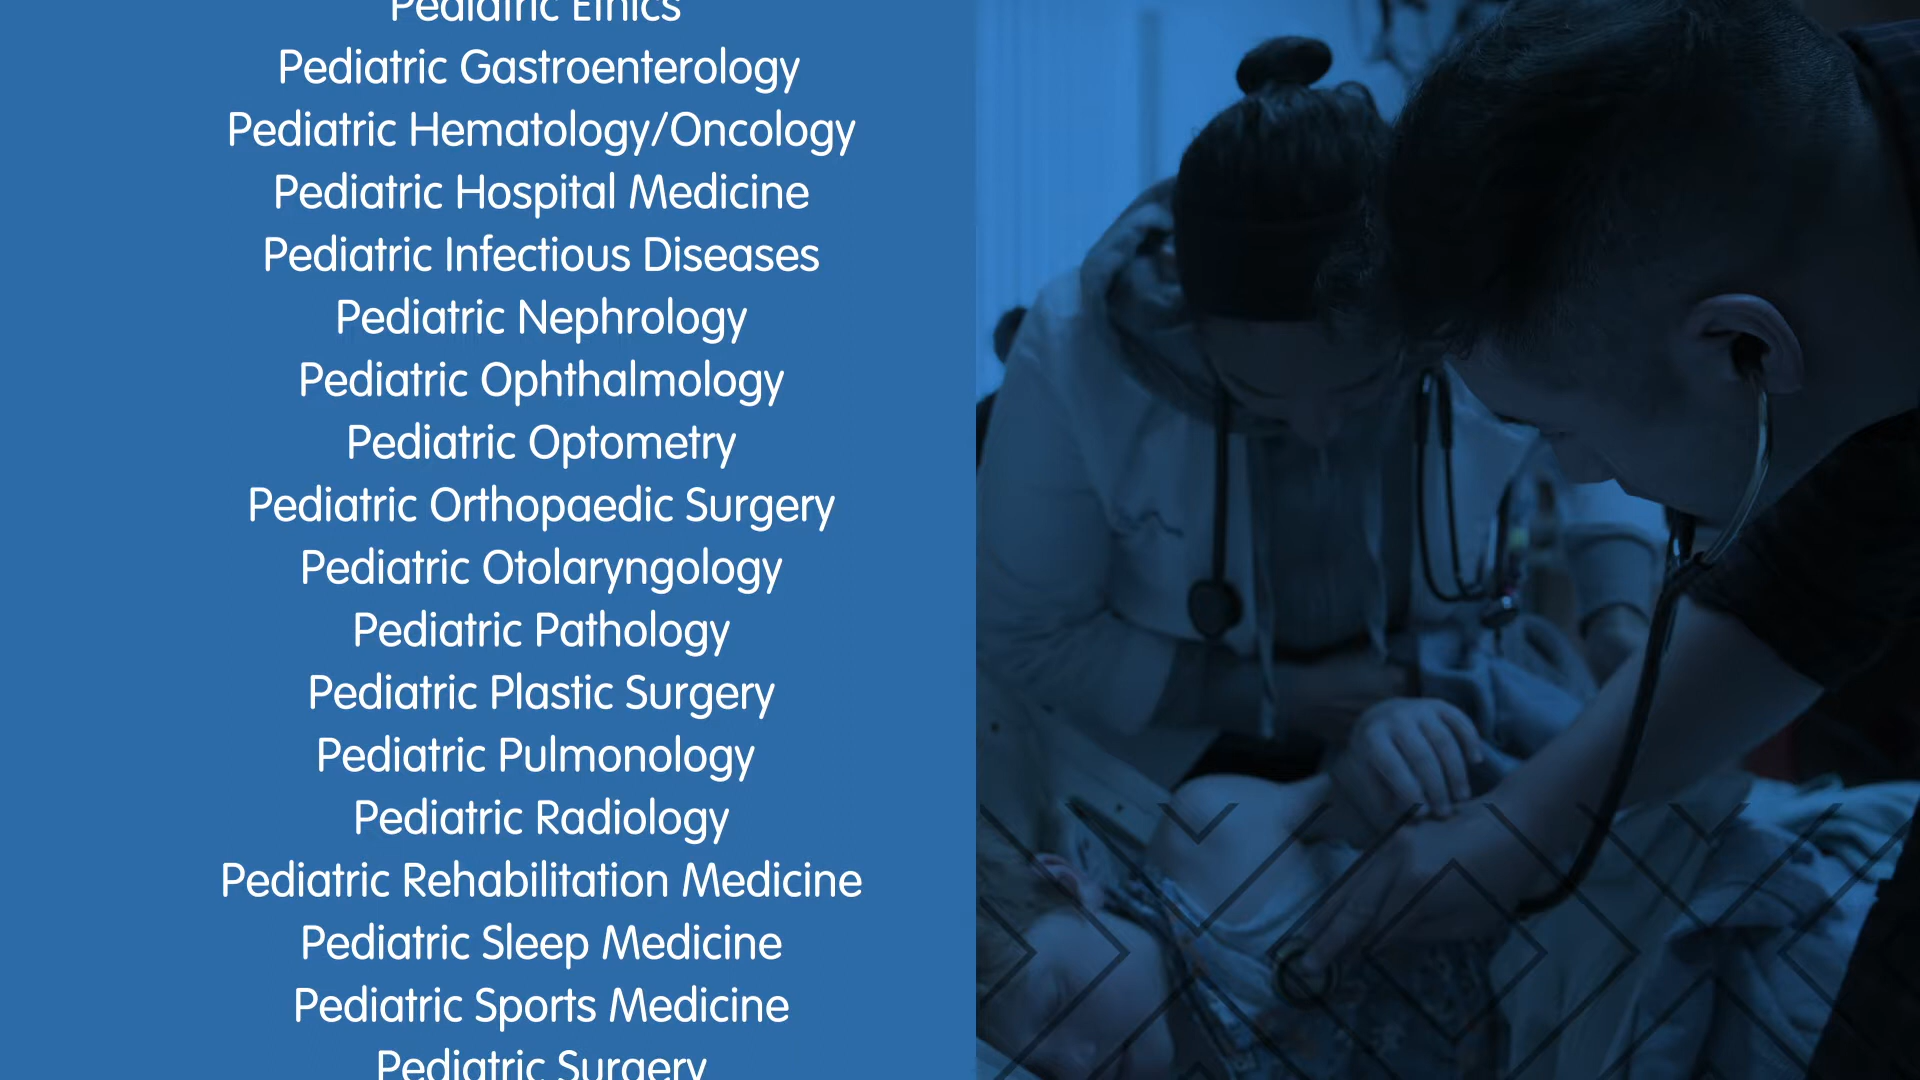 Pediatric Ethics
Pediatric Gastroenterology
Pediatric Hematology/Oncology
Pediatric Hospital Medicine
Pediatric Infectious Diseases
Pediatric Nephrology
Pediatric Ophthalmology
Pediatric Optometry
Pediatric Orthopaedic Surgery
Pediatric Otolaryngology
Pediatric Pathology
Pediatric Plastic Surgery
Pediatric Pulmonology
Pediatric Radiology
Pediatric Rehabilitation Medicine
Pediatric Sleep Medicine
Pediatric Sports Medicine
Pediatric Surgery